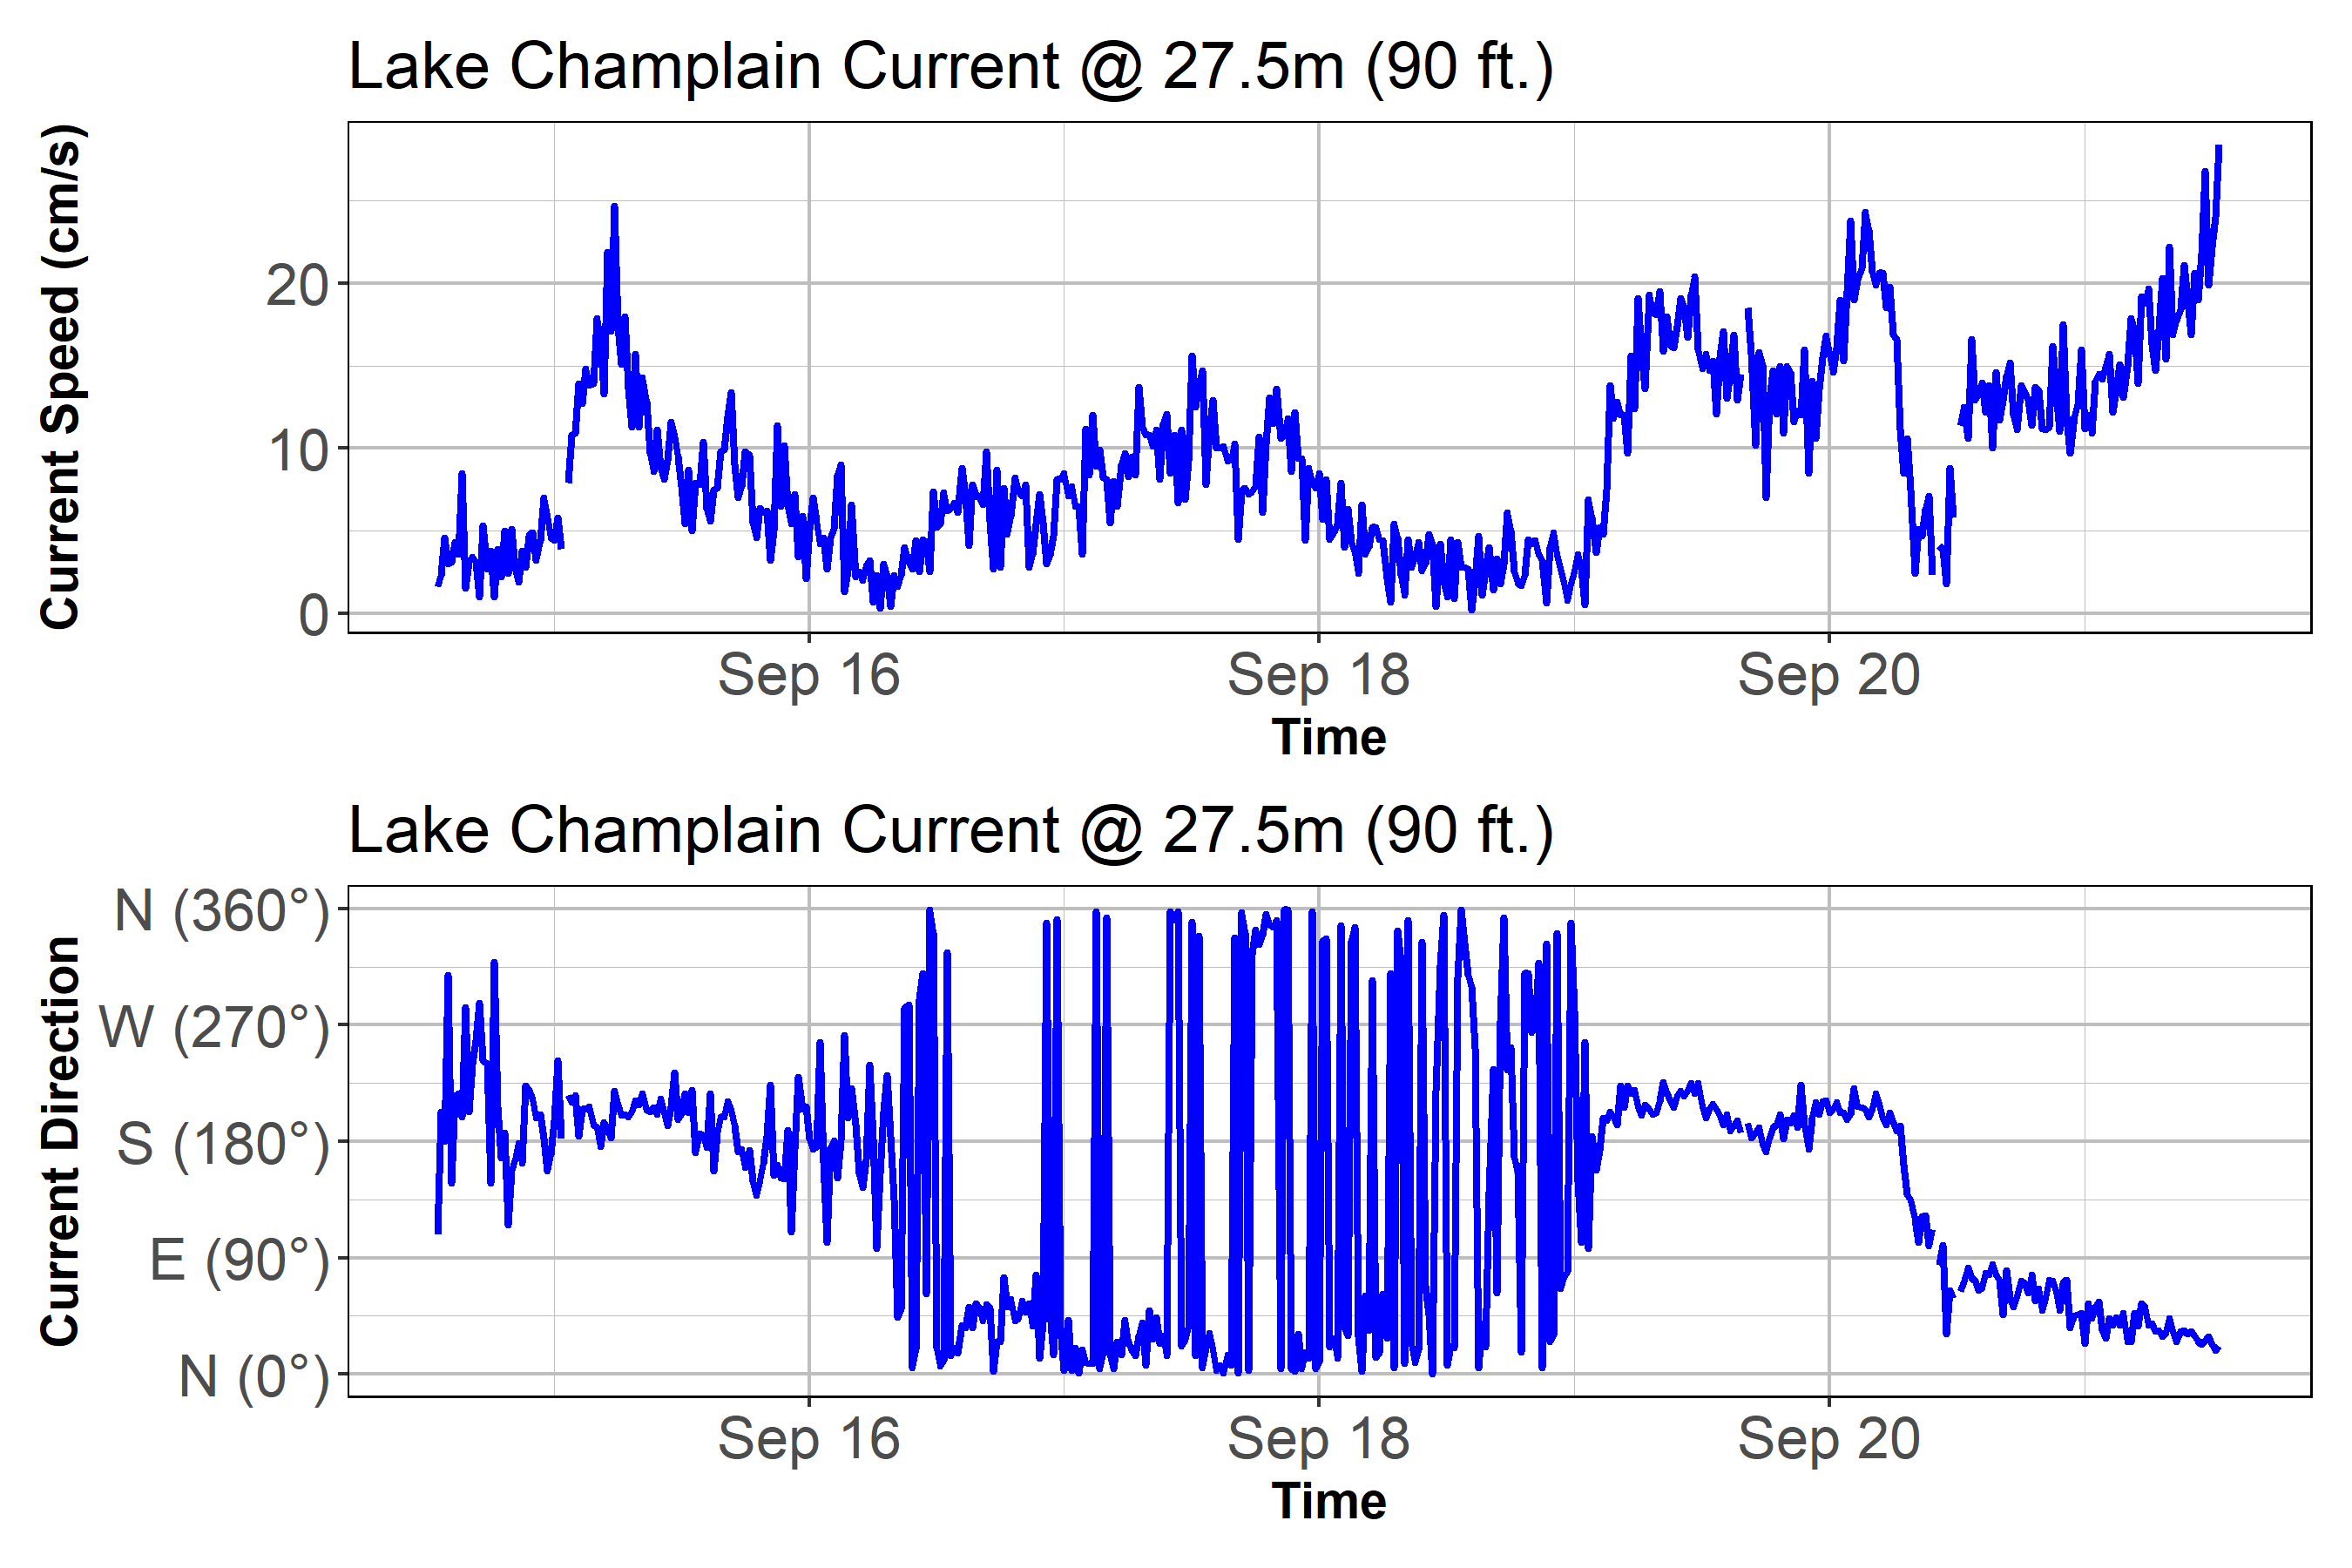 Lake Champlain Current @ 27.5m (90 ft.)
Current Speed (cm/s)
20
10
0
Sep 16 Sep 18 Sep 20
Time
Lake Champlain Current @ 27.5m (90 ft.)
Current Direction
N (360°)
W (270°)
S (180°)
E (90°)
N (0°)
Sep 16 Sep 18 Sep 20
Time